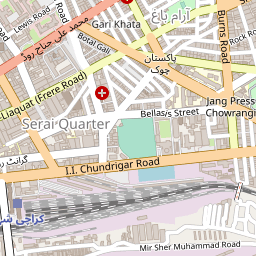 Lewis Road
Gari Khata
آرام باغ
Burns Road
محمد علی جناح روڈ
Botal Gali
Rock
پاکستان
چوک
Liaquat (Frere Road)
Jang Press
Chowrangi
Bellasis Street
Serai Quarter
I.I. Chundrigar Road
کراچی
Mir Sher Muhammad Road